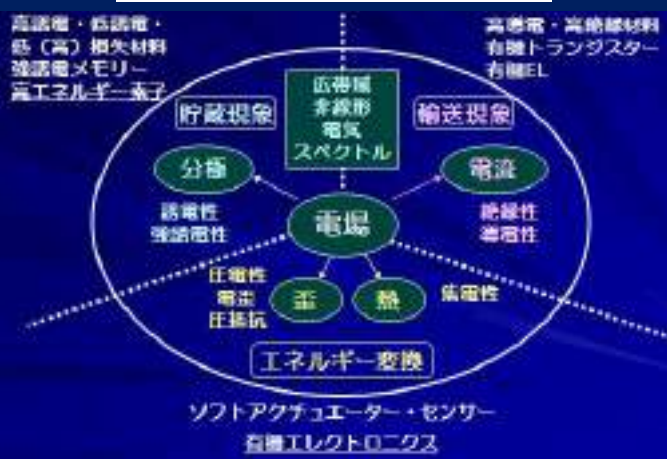 高誘電・低誘電・
低（高）損失材料
強誘電メモリー
高エネルギー素子
高導電・高絶縁材料
有機トランジスター
有機EL
広帯域
非線形
電気
スペクトル
貯蔵現象
輸送現象
分極
電流
誘電性
強誘電性
電場
絶縁性
導電性
圧電性
電歪
圧抵抗
歪
熱
焦電性
エネルギー変換
ソフトアクチュエーター・センサー
有機エレクトロニクス